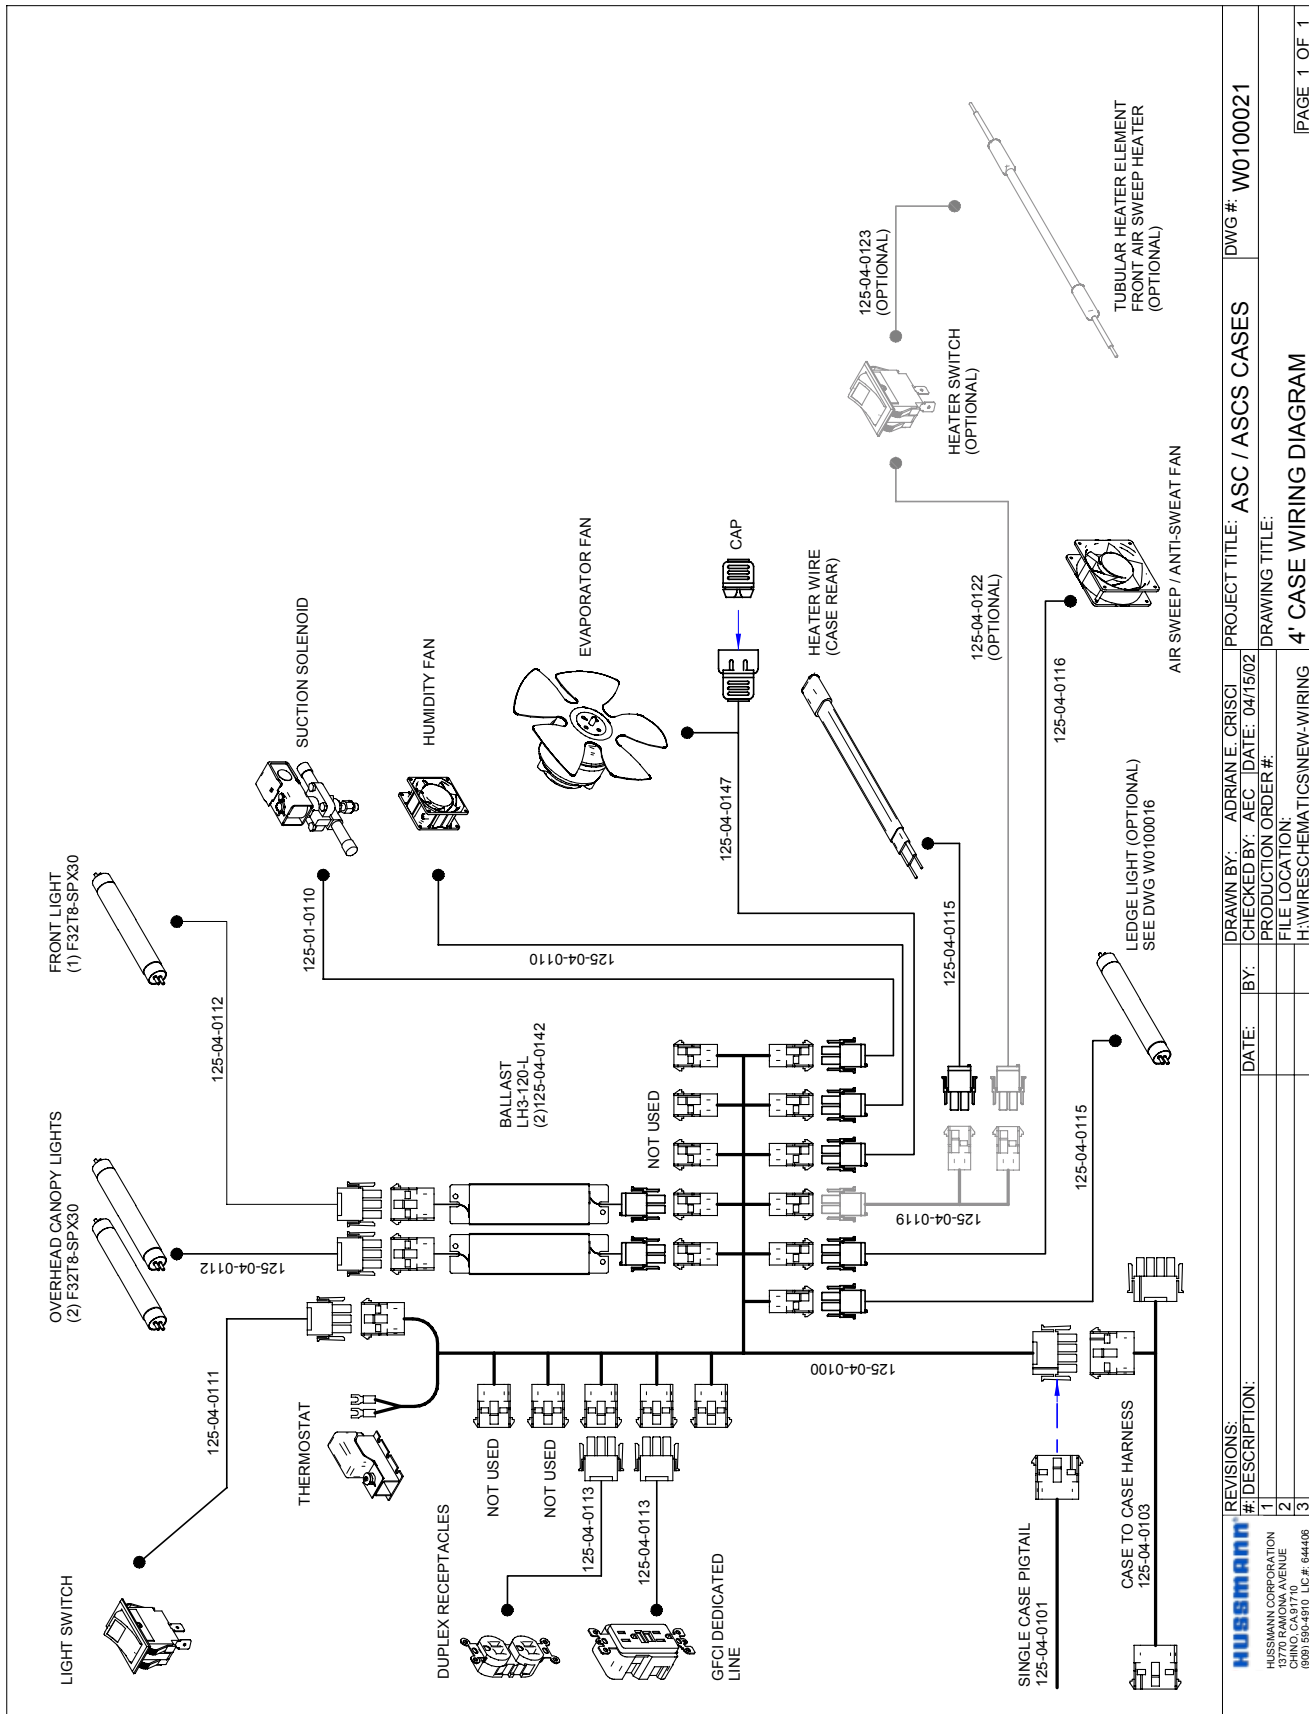 LIGHT SWITCH
125-04-0111
THERMOSTAT
OVERHEAD CANOPY LIGHTS
(2) F32T8-SPX30
125-04-0112
FRONT LIGHT
(1) F32T8-SPX30
125-04-0112
SUCTION SOLENOID
125-01-0110
HUMIDITY FAN
125-04-0110
BALLAST
LH3-120-L
(2)125-04-0142
EVAPORATOR FAN
125-04-0147
CAP
DUPLEX RECEPTACLES
NOT USED
NOT USED
125-04-0113
125-04-0113
GFCI DEDICATED
LINE
NOT USED
HEATER WIRE
(CASE REAR)
125-04-0115
125-04-0123
(OPTIONAL)
HEATER SWITCH
(OPTIONAL)
125-04-0122
(OPTIONAL)
TUBULAR HEATER ELEMENT
FRONT AIR SWEEP HEATER
(OPTIONAL)
125-04-0119
125-04-0100
125-04-0116
AIR SWEEP / ANTI-SWEAT FAN
125-04-0115
LEDGE LIGHT (OPTIONAL)
SEE DWG W0100016
SINGLE CASE PIGTAIL
125-04-0101
CASE TO CASE HARNESS
125-04-0103
HUSSMANN
HUSSMANN CORPORATION
13770 RAMONA AVENUE
CHINO, CA 91710
(909) 590-4910 LIC.#: 644406
REVISIONS:
#: DESCRIPTION: DATE: BY:
1
2
3
DRAWN BY: ADRIAN E. CRISCI
CHECKED BY: AEC DATE: 04/15/02
PRODUCTION ORDER #:
FILE LOCATION:
H:\WIRESCHEMATICS\NEW-WIRING
PROJECT TITLE: ASC / ASCS CASES
DWG #: W0100021
DRAWING TITLE:
4' CASE WIRING DIAGRAM
PAGE 1 OF 1